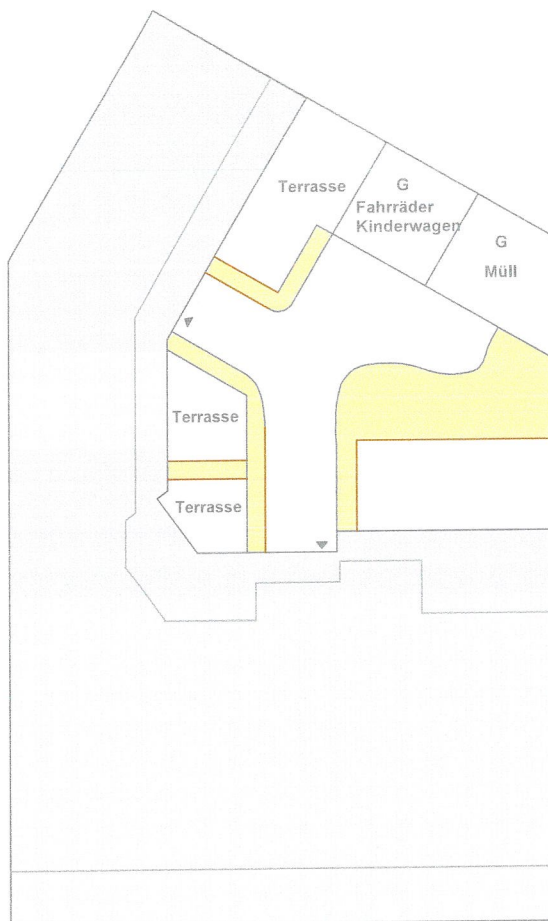 Terrasse
G
Fahrräder
Kinderwagen
G
Müll
Terrasse
Terrasse